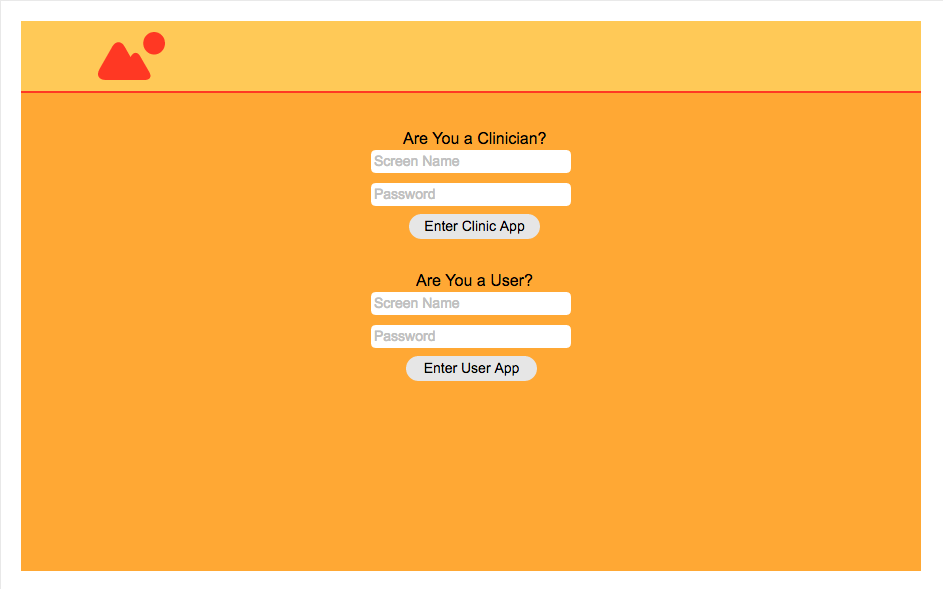 Are You a Clinician?
Screen Name
Password
Enter Clinic App
Are You a User?
Screen Name
Password
Enter User App